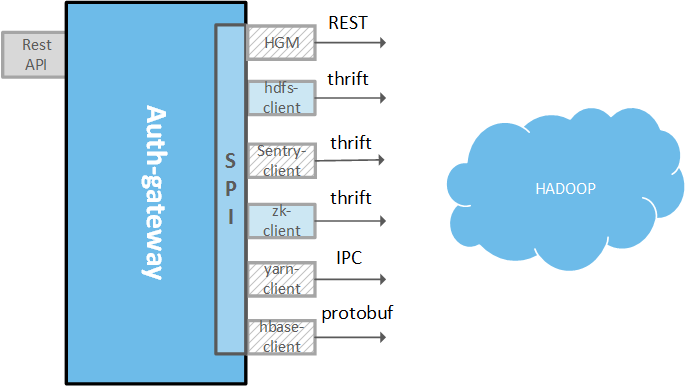 Rest
API
Auth-gateway
S
P
I
HGM
REST
hdfs-
client
thrift
Sentry-
client
thrift
zk-
client
thrift
yarn-
client
IPC
hbase-
client
protobuf
HADOOP